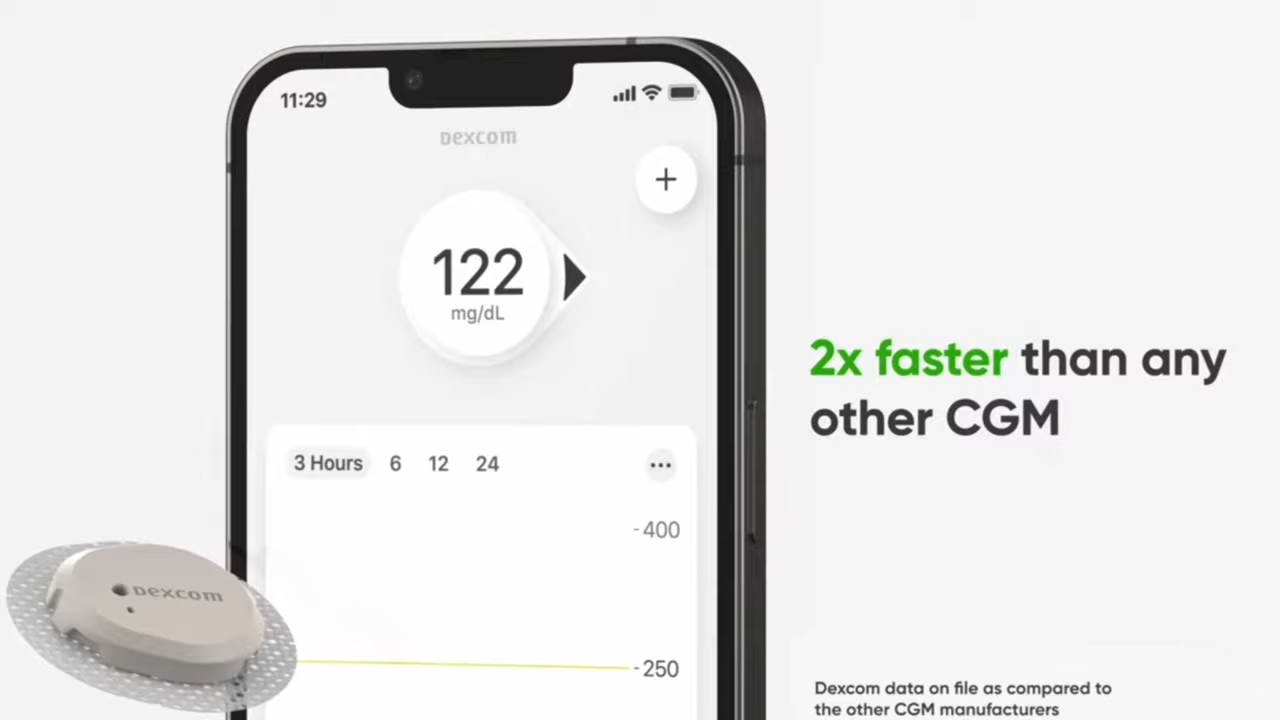 11:29
Dexcom
122
mg/dL
3 Hours 6 12 24
-400
-250
Dexcom
2x faster than any
other CGM
Dexcom data on file as compared to
the other CGM manufacturers